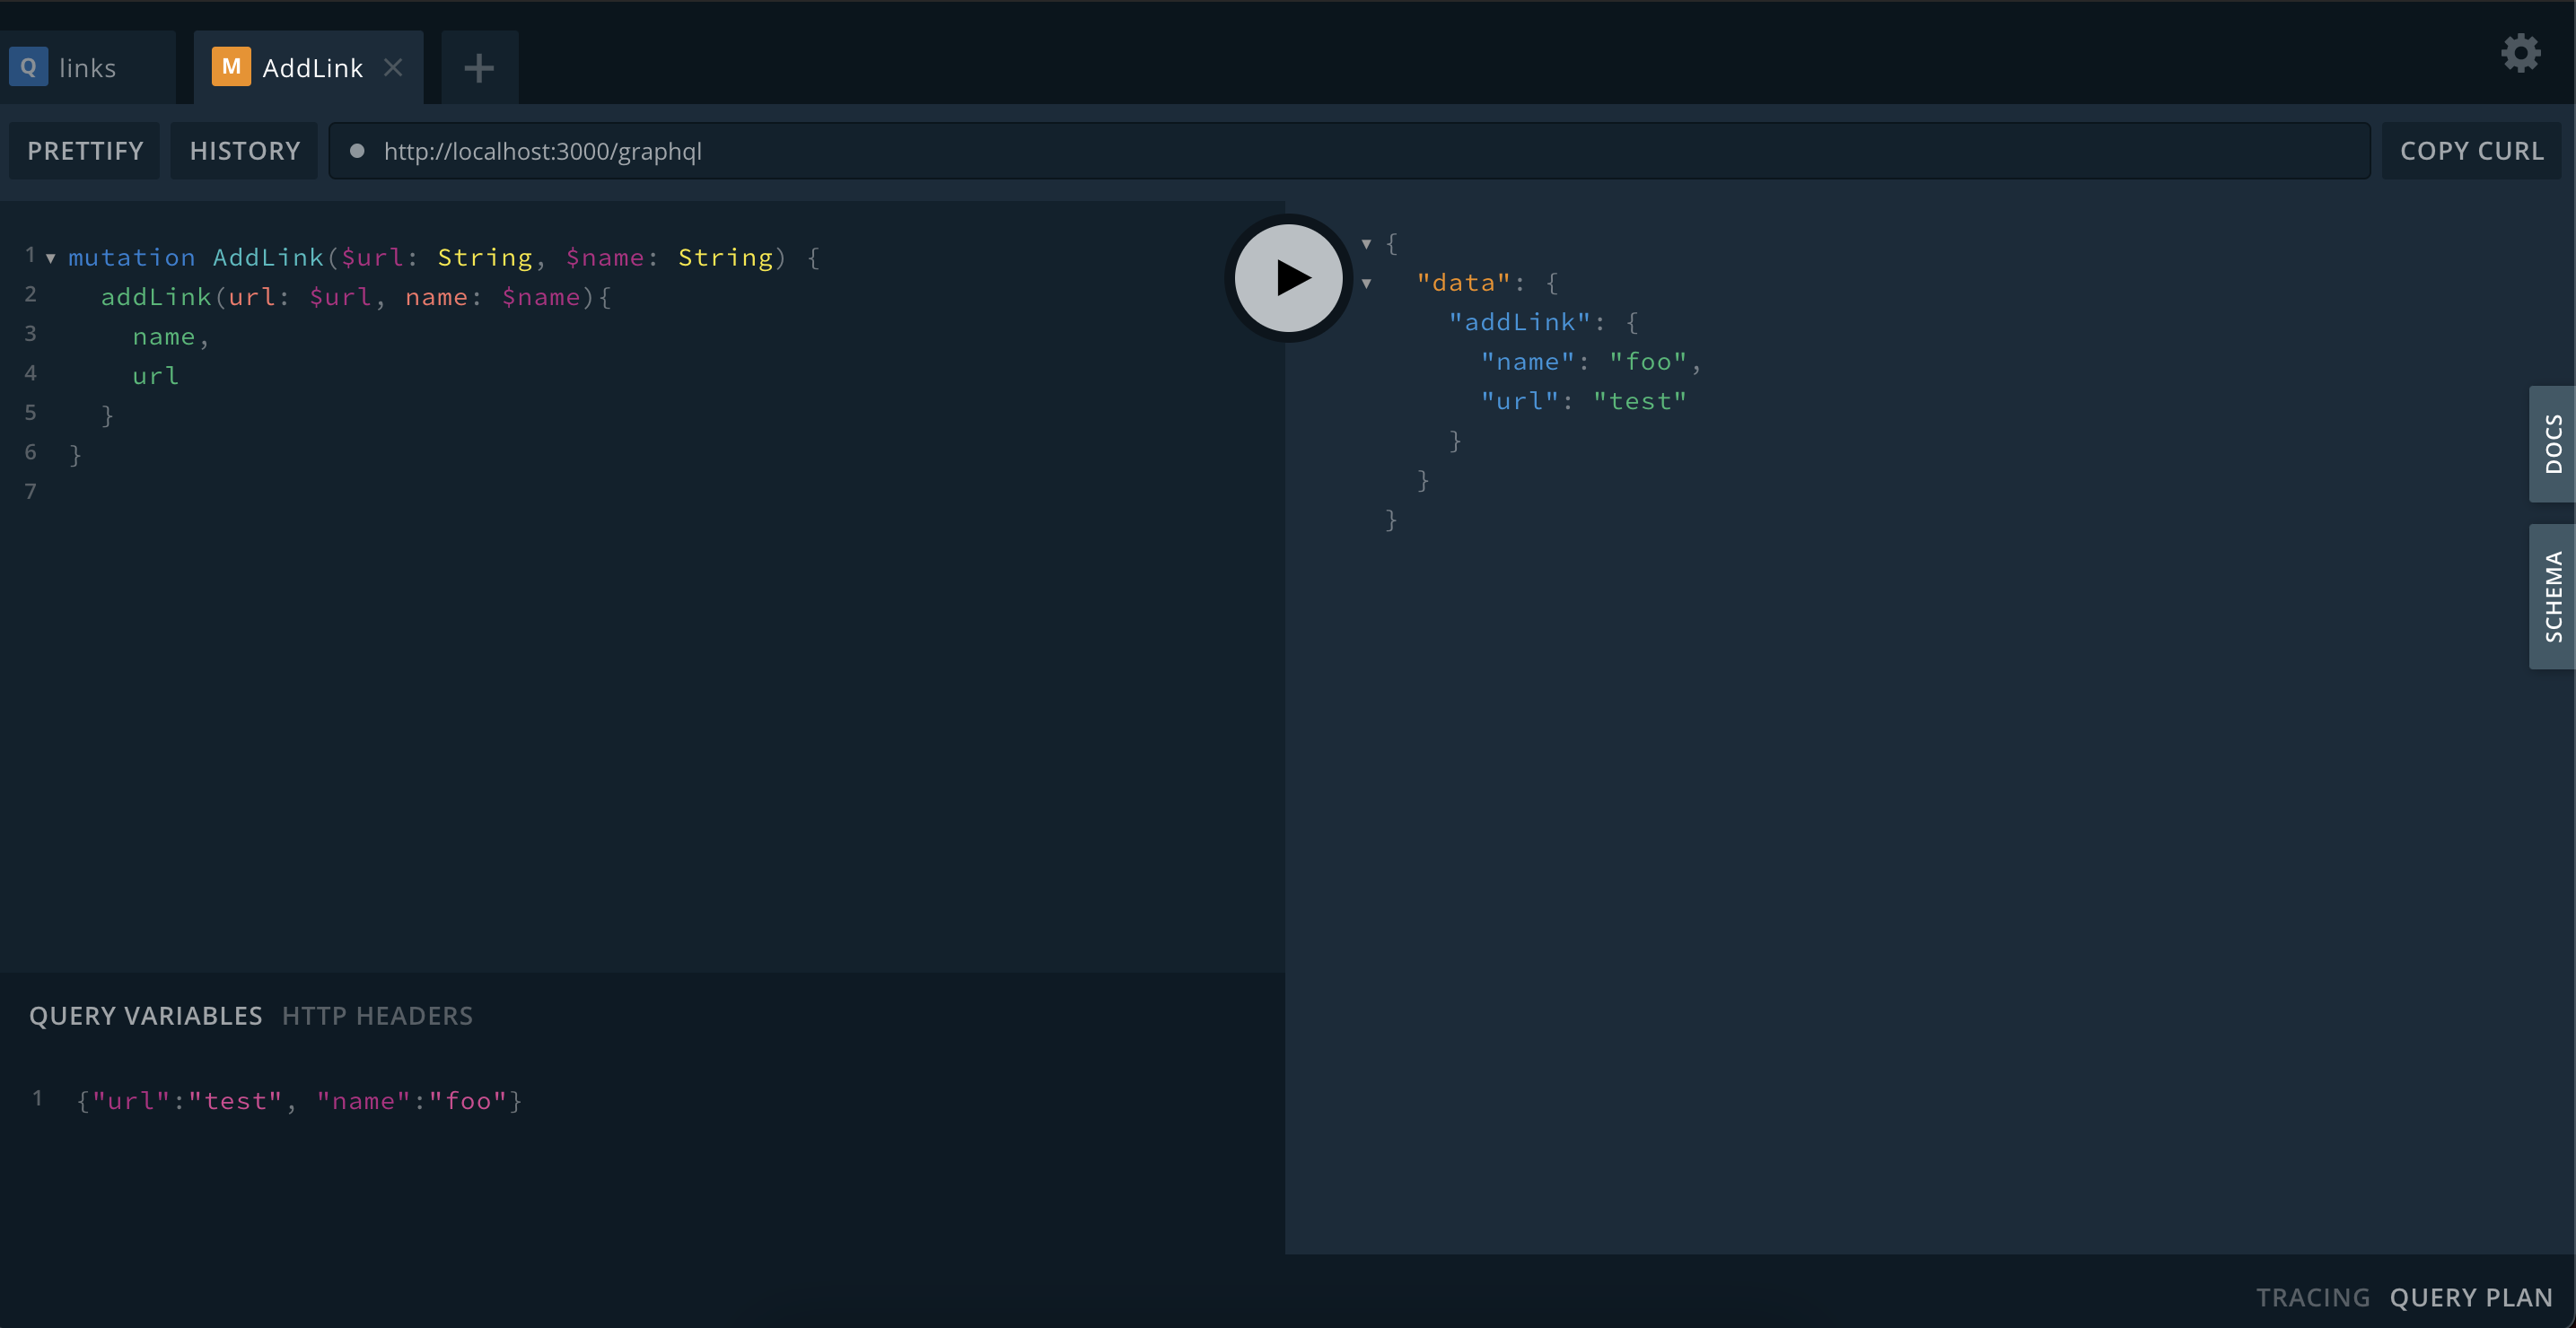 Q links M AddLink
PRETTIFY HISTORY http://localhost:3000/graphql COPY CURL
1 mutation AddLink($url: String, $name: String) {
2 addLink(url: $url, name: $name){
3 name,
4 url
5 }
6 }
7
{
"data": {
"addLink": {
"name": "foo",
"url": "test"
}
}
}
DOCS
SCHEMA
QUERY VARIABLES HTTP HEADERS
1 {"url":"test", "name":"foo"}
TRACING QUERY PLAN